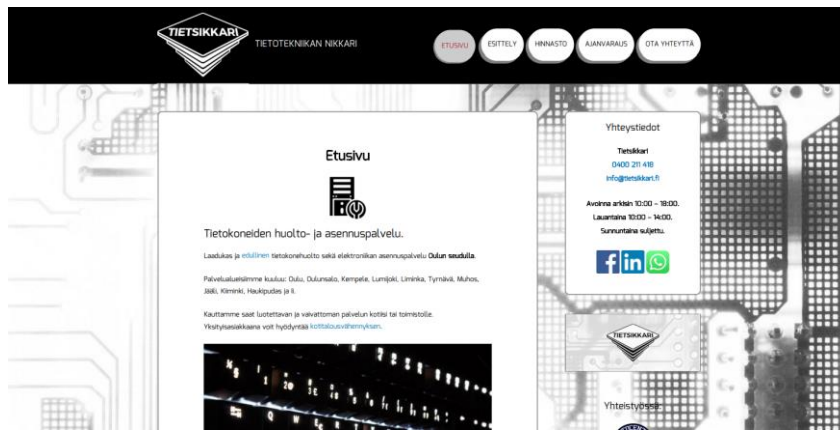 TIETSIKKARI
TIETOTEKNIIKAN NIKKARI
ETUSIVU
ESITTELY
HINNASTO
AJANVARAUS
OTA YHTEYTTÄ
Etusivu
Tietokoneiden huolto- ja asennuspalvelu.
Laadukas ja edullinen tietokonehuolto sekä elektroniikan asennuspalvelu Oulun seudulla.
Palvelualueisiimme kuuluu: Oulu, Oulunsalo, Kempele, Lumijoki, Liminka, Tyrnävä, Muhos,
Jääli, Kiiminki, Haukipudas ja Ii.
Kauttamme saat luotettavan ja vaivattoman palvelun kotiisi tai toimistolle.
Yksityisasiakkaana voit hyödyntää kotitalousvähennyksen.
Yhteystiedot
Tietsikkari
0400 211 418
info@tietsikkari.fi
Avoinna arkisin 10:00 – 18:00.
Lauantaina 10:00 – 14:00.
Sunnuntaina suljettu.
TIETSIKKARI
Yhteistyössä: